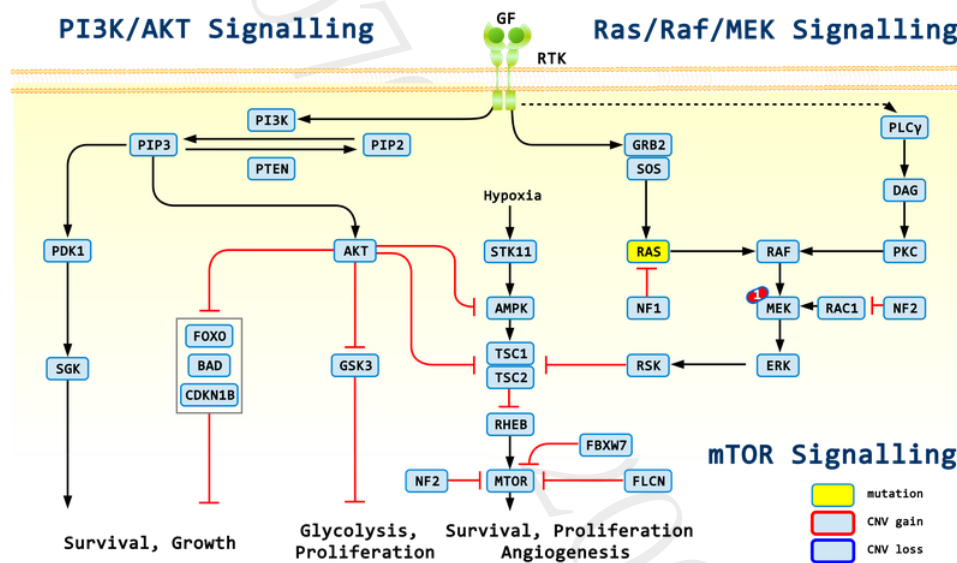 PI3K/AKT Signalling
GF
Ras/Raf/MEK Signalling
RTK
PI3K
PLCγ
PIP3
PIP2
GRB2
PTEN
SOS
DAG
Hypoxia
PDK1
AKT
STK11
RAS
RAF
PKC
1
AMPK
NF1
MEK
RAC1
NF2
FOXO
TSC1
BAD
SGK
GSK3
TSC2
RSK
ERK
CDKN1B
RHEB
FBXW7
mTOR Signalling
NF2
MTOR
FLCN
mutation
CNV gain
CNV loss
Survival, Growth
Glycolysis,
Proliferation
Survival, Proliferation
Angiogenesis